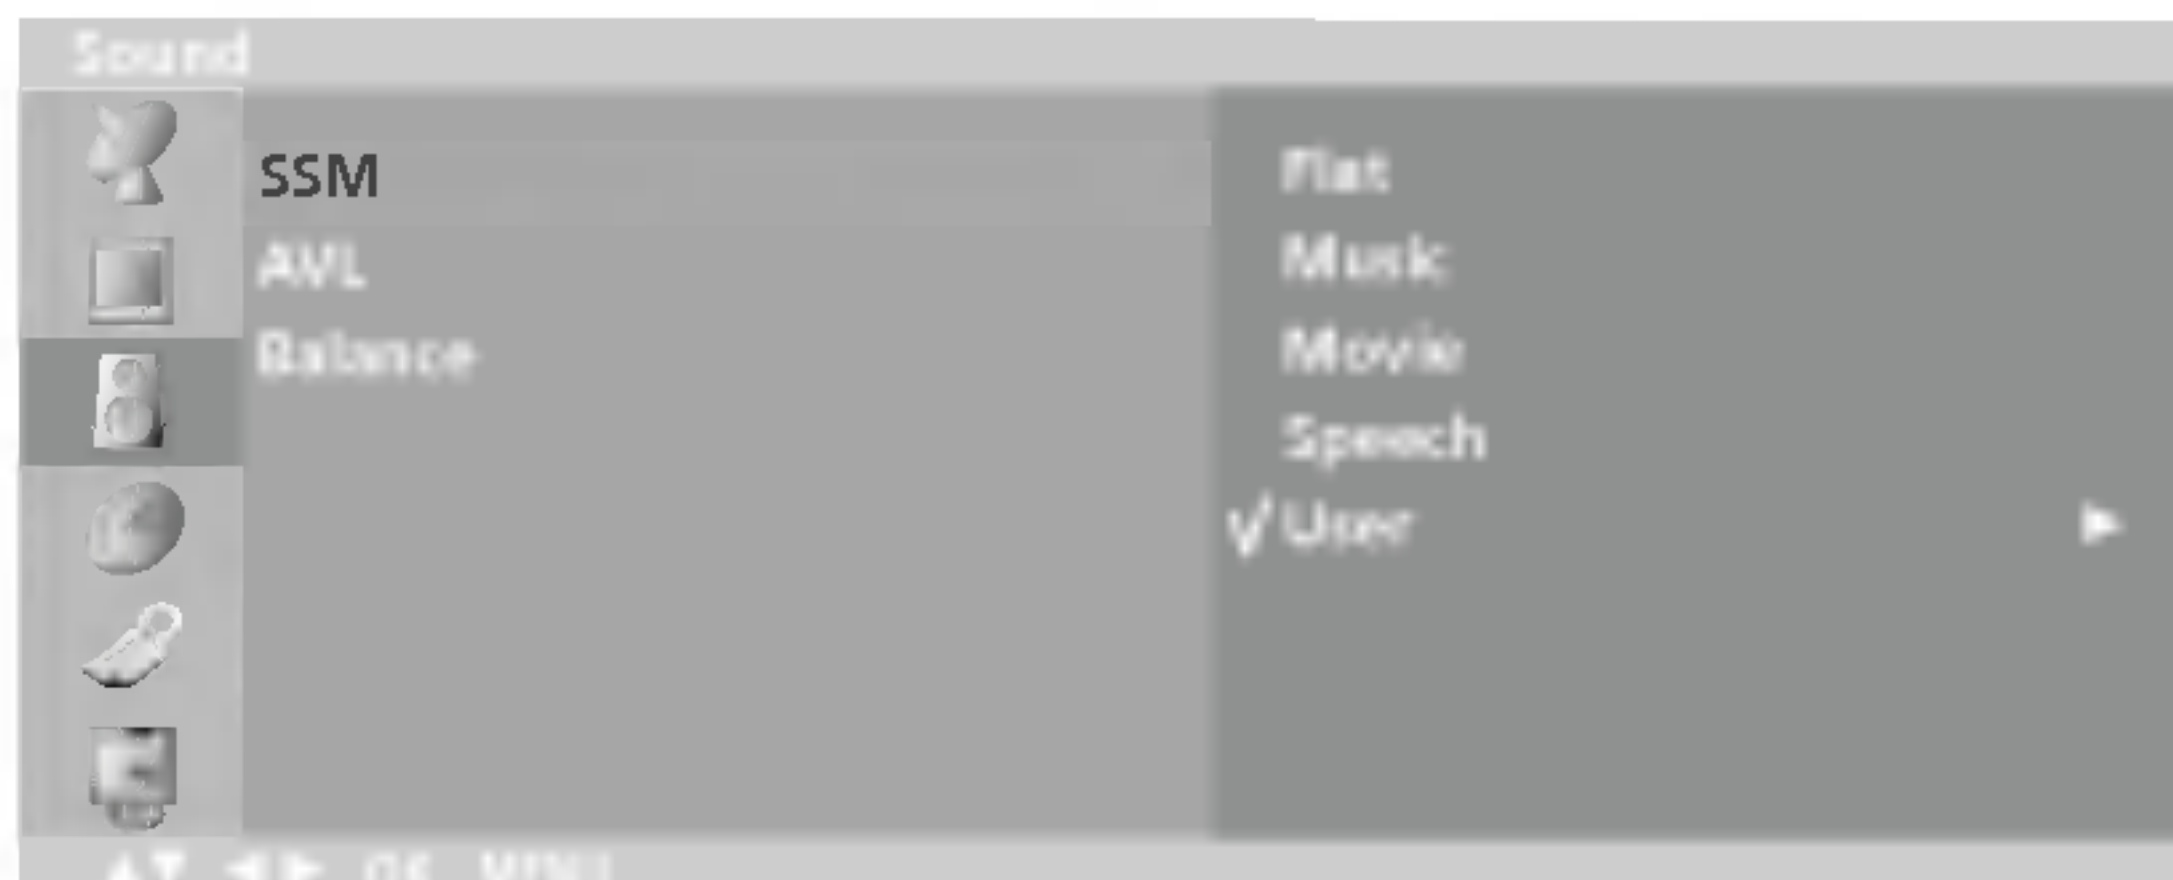 Sound
SSM
AVL
Balance
Flat
Music
Movie
Speech
√ User ►
▲▼ ◄► OK MENU